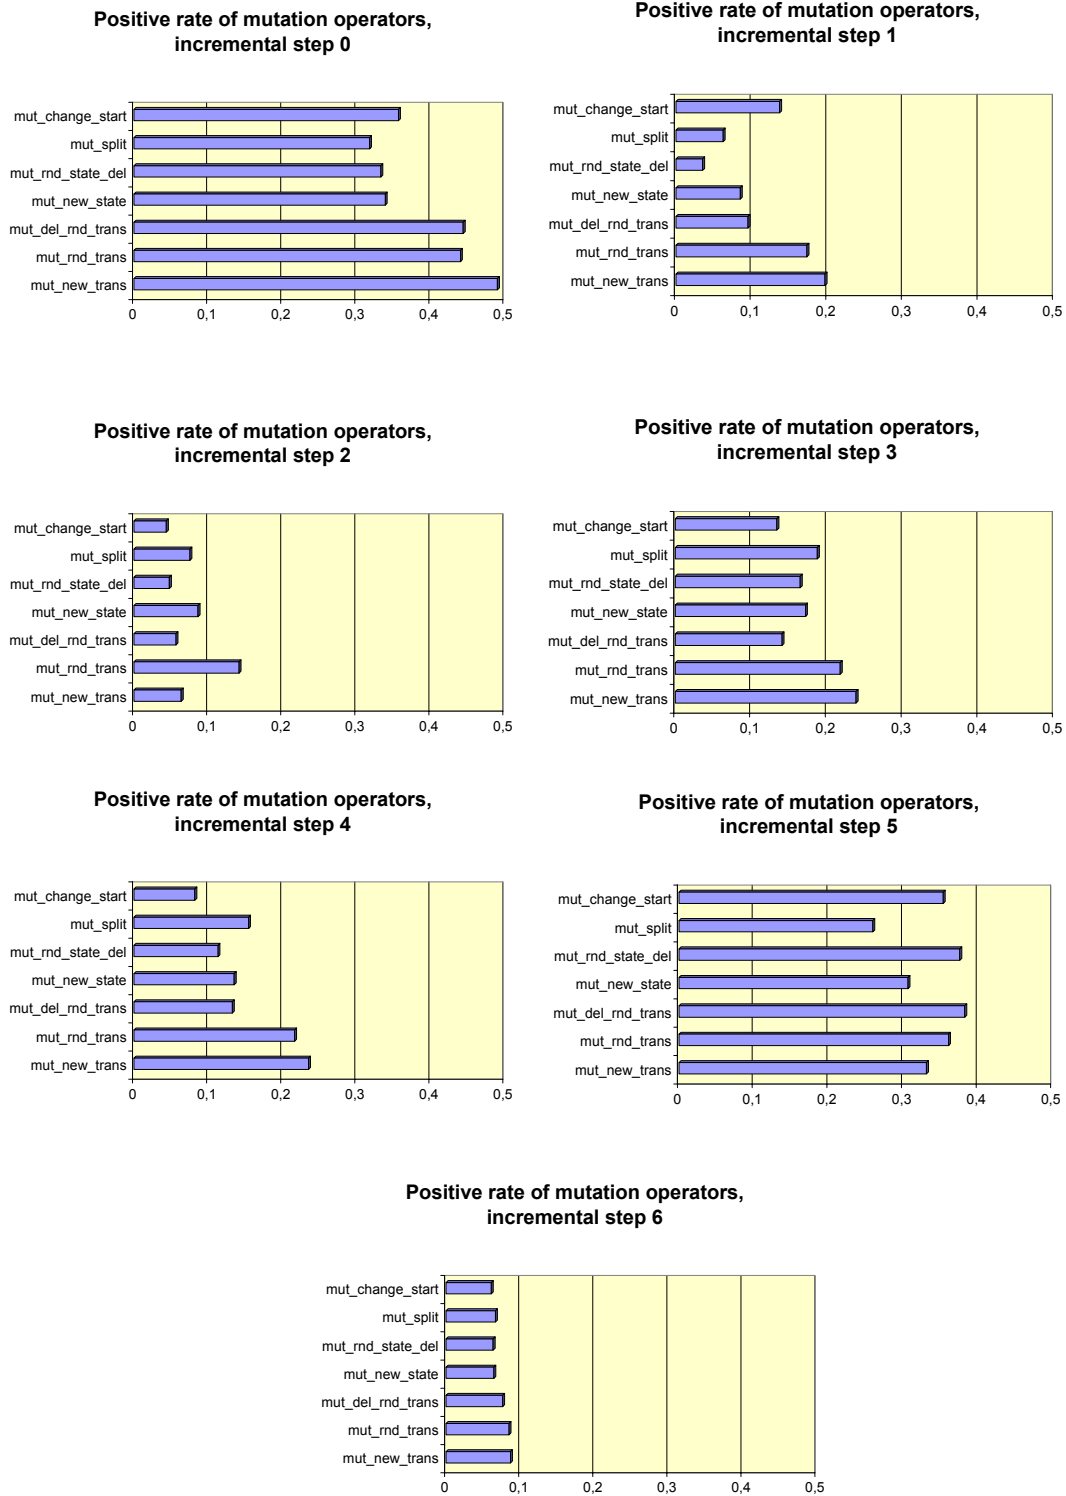 Positive rate of mutation operators,
incremental step 0
mut_change_start
mut_split
mut_rnd_state_del
mut_new_state
mut_del_rnd_trans
mut_rnd_trans
mut_new_trans
0 0,1 0,2 0,3 0,4 0,5
Positive rate of mutation operators,
incremental step 1
mut_change_start
mut_split
mut_rnd_state_del
mut_new_state
mut_del_rnd_trans
mut_rnd_trans
mut_new_trans
0 0,1 0,2 0,3 0,4 0,5
Positive rate of mutation operators,
incremental step 2
mut_change_start
mut_split
mut_rnd_state_del
mut_new_state
mut_del_rnd_trans
mut_rnd_trans
mut_new_trans
0 0,1 0,2 0,3 0,4 0,5
Positive rate of mutation operators,
incremental step 3
mut_change_start
mut_split
mut_rnd_state_del
mut_new_state
mut_del_rnd_trans
mut_rnd_trans
mut_new_trans
0 0,1 0,2 0,3 0,4 0,5
Positive rate of mutation operators,
incremental step 4
mut_change_start
mut_split
mut_rnd_state_del
mut_new_state
mut_del_rnd_trans
mut_rnd_trans
mut_new_trans
0 0,1 0,2 0,3 0,4 0,5
Positive rate of mutation operators,
incremental step 5
mut_change_start
mut_split
mut_rnd_state_del
mut_new_state
mut_del_rnd_trans
mut_rnd_trans
mut_new_trans
0 0,1 0,2 0,3 0,4 0,5
Positive rate of mutation operators,
incremental step 6
mut_change_start
mut_split
mut_rnd_state_del
mut_new_state
mut_del_rnd_trans
mut_rnd_trans
mut_new_trans
0 0,1 0,2 0,3 0,4 0,5